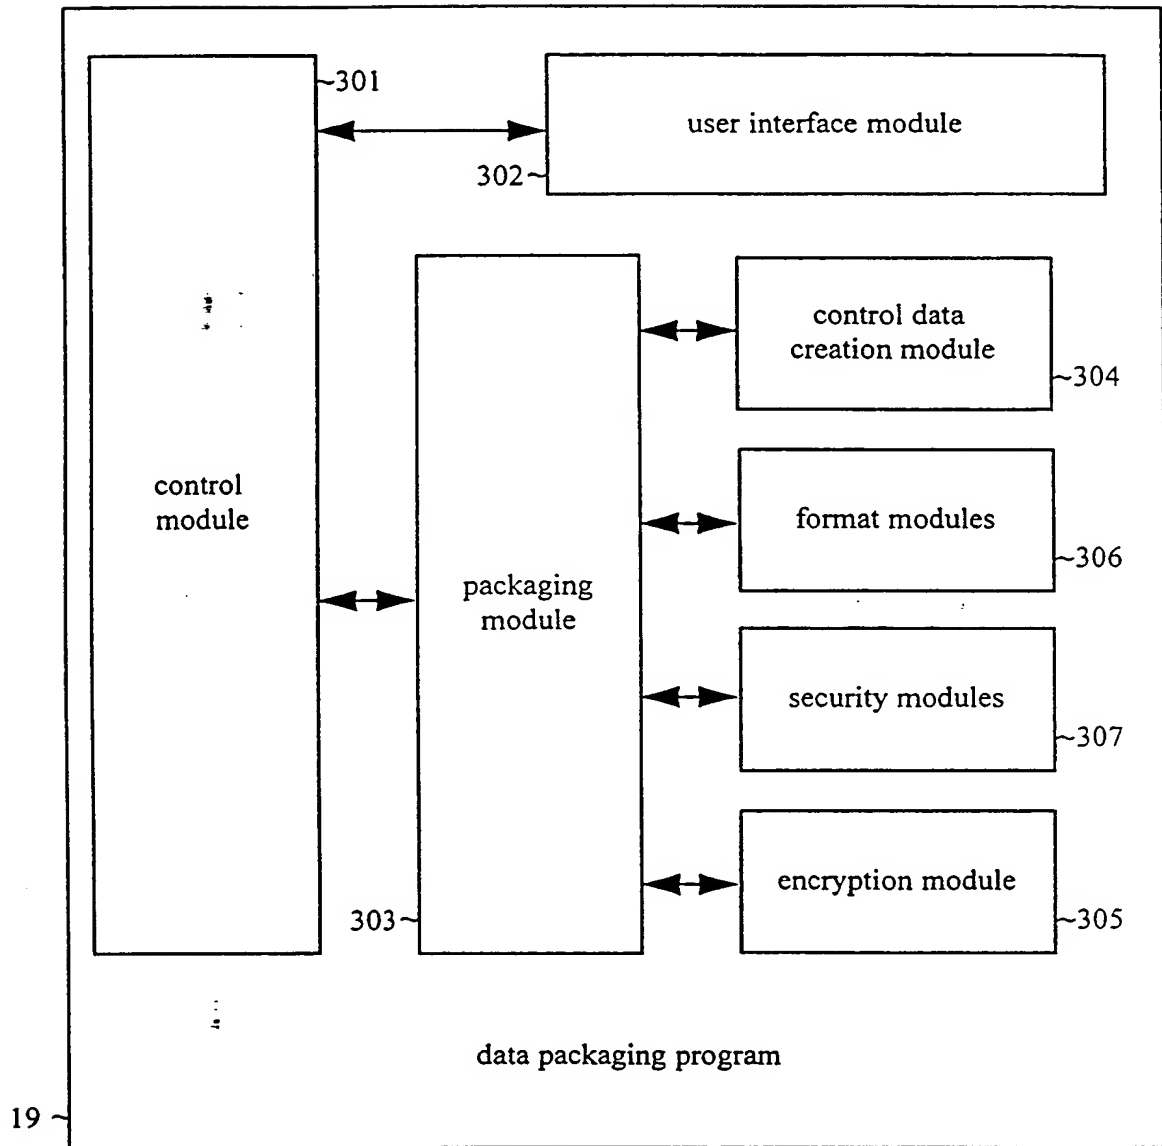 301
user interface module
302
control data
creation module
304
control
module
format modules
306
packaging
module
security modules
307
encryption module
303
305
data packaging program
19